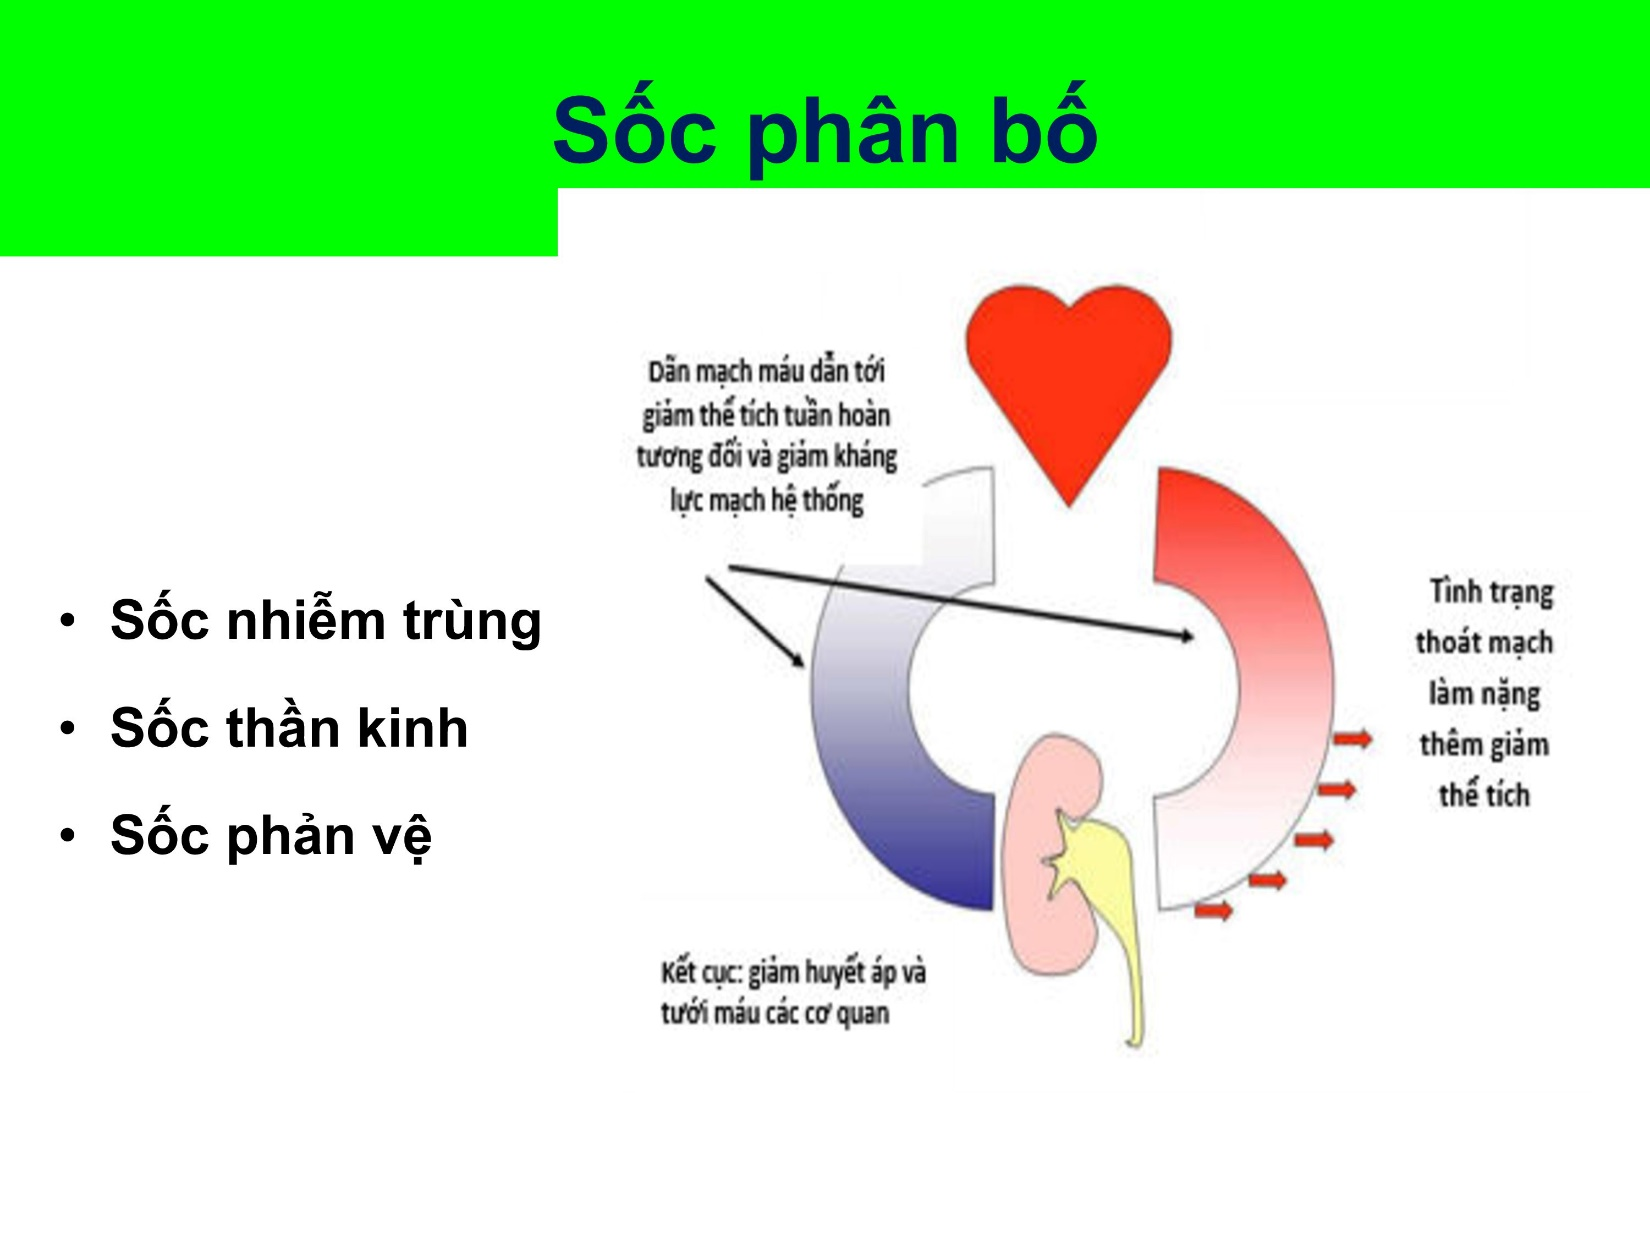 Sốc phân bố
• Sốc nhiễm trùng
• Sốc thần kinh
• Sốc phản vệ
Dãn mạch máu dẫn tới
giảm thể tích tuần hoàn
tương đối và giảm kháng
lực mạch hệ thống
Tình trạng
thoát mạch
làm nặng
thêm giảm
thể tích
Kết cục: giảm huyết áp và
tưới máu các cơ quan